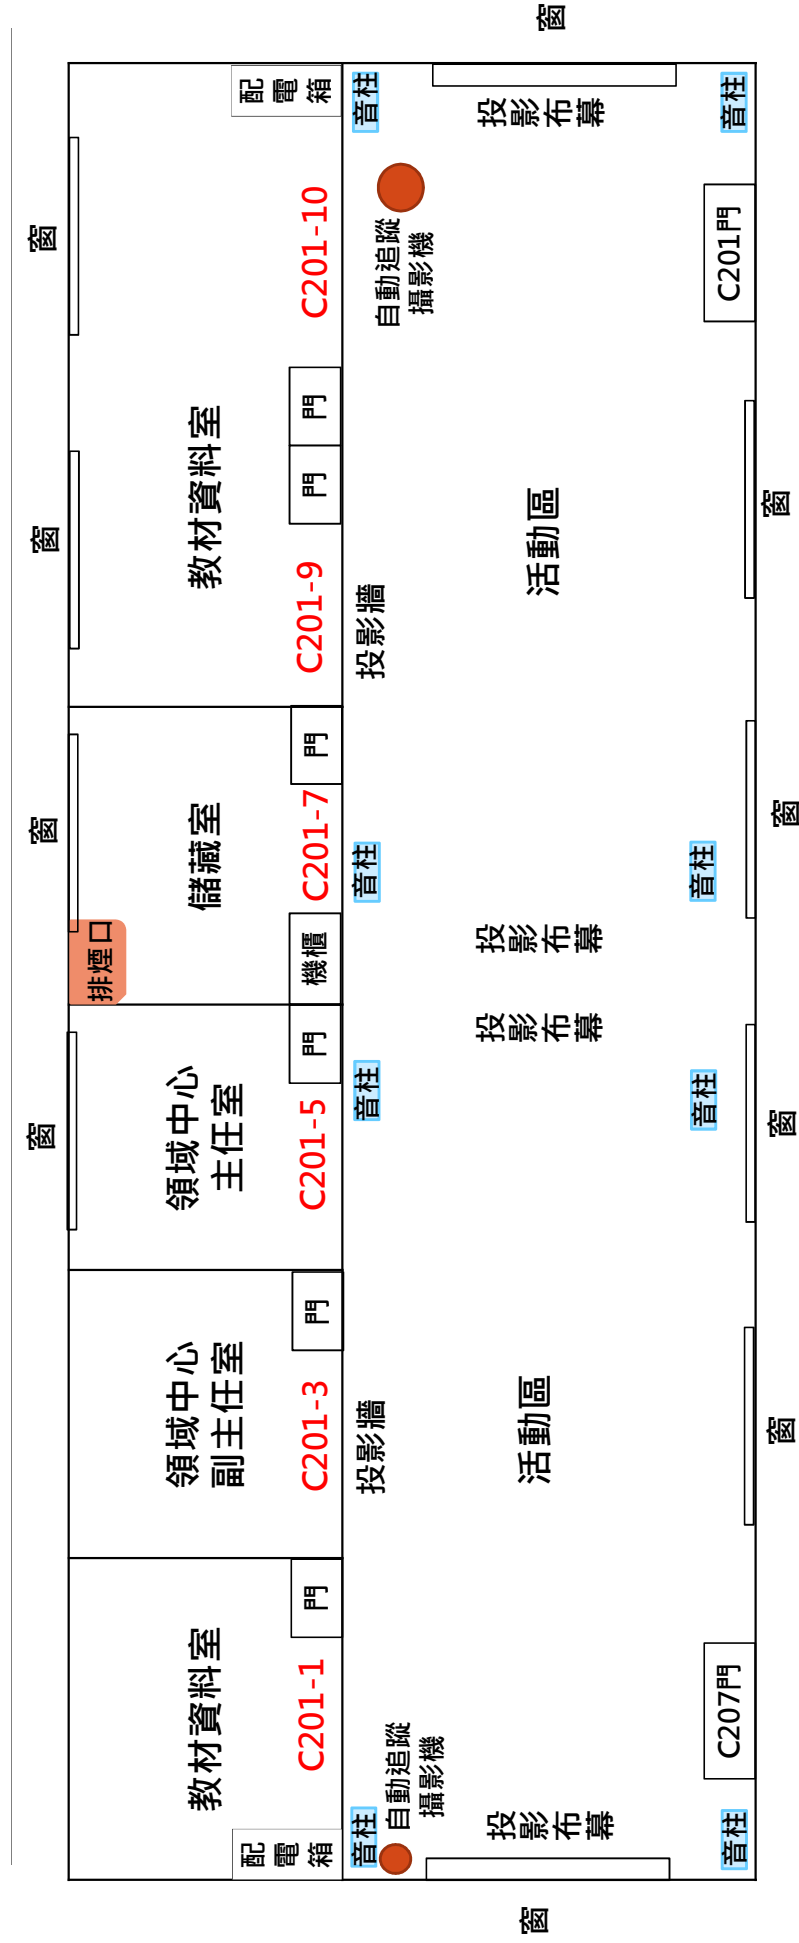 窗
窗
窗
窗
排煙口
教材資料室
領域中心
副主任室
領域中心
主任室
儲藏室
教材資料室
配電箱
C201-1
門
C201-3
門
C201-5
門
機櫃
C201-7
門
C201-9
門
門
C201-10
配電箱
音柱
自動追蹤
攝影機
投影牆
音柱
音柱
投影牆
自動追蹤
攝影機
音柱
窗
投影布幕
活動區
投影布幕
投影布幕
活動區
投影布幕
窗
音柱
C207門
音柱
音柱
C201門
音柱
窗
窗
窗
窗